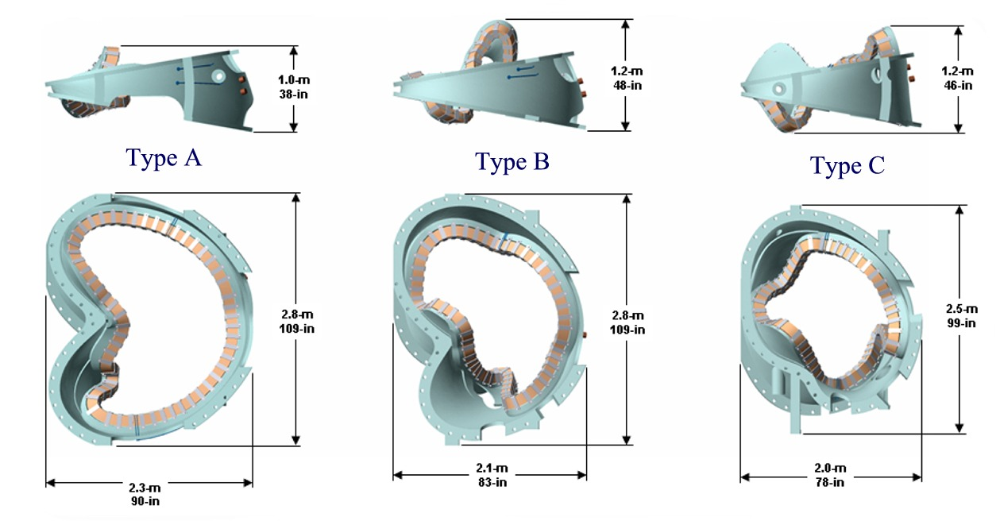 1.0-m
38-in
1.2-m
48-in
1.2-m
46-in
Type A
Type B
Type C
2.8-m
109-in
2.8-m
109-in
2.5-m
99-in
2.3-m
90-in
2.1-m
83-in
2.0-m
78-in